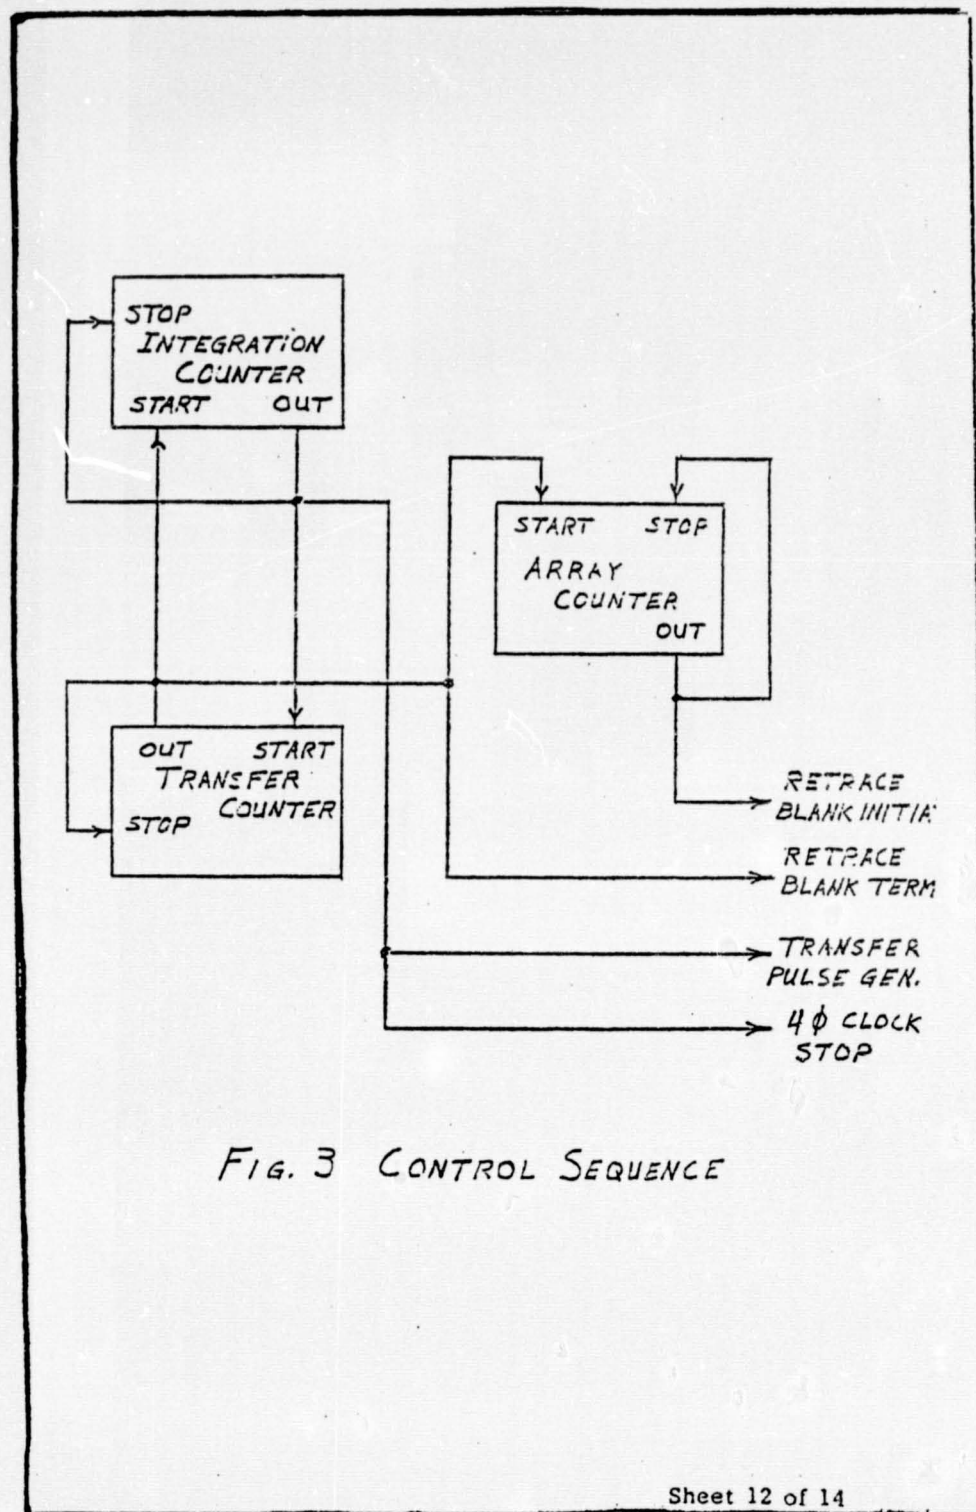 STOP
INTEGRATION
COUNTER
START OUT
START STOP
ARRAY
COUNTER
OUT
OUT START
TRANSFER
COUNTER
STOP
RETRACE
BLANK INITIA
RETRACE
BLANK TERM
TRANSFER
PULSE GEN.
4φ CLOCK
STOP
FIG. 3 CONTROL SEQUENCE
Sheet 12 of 14